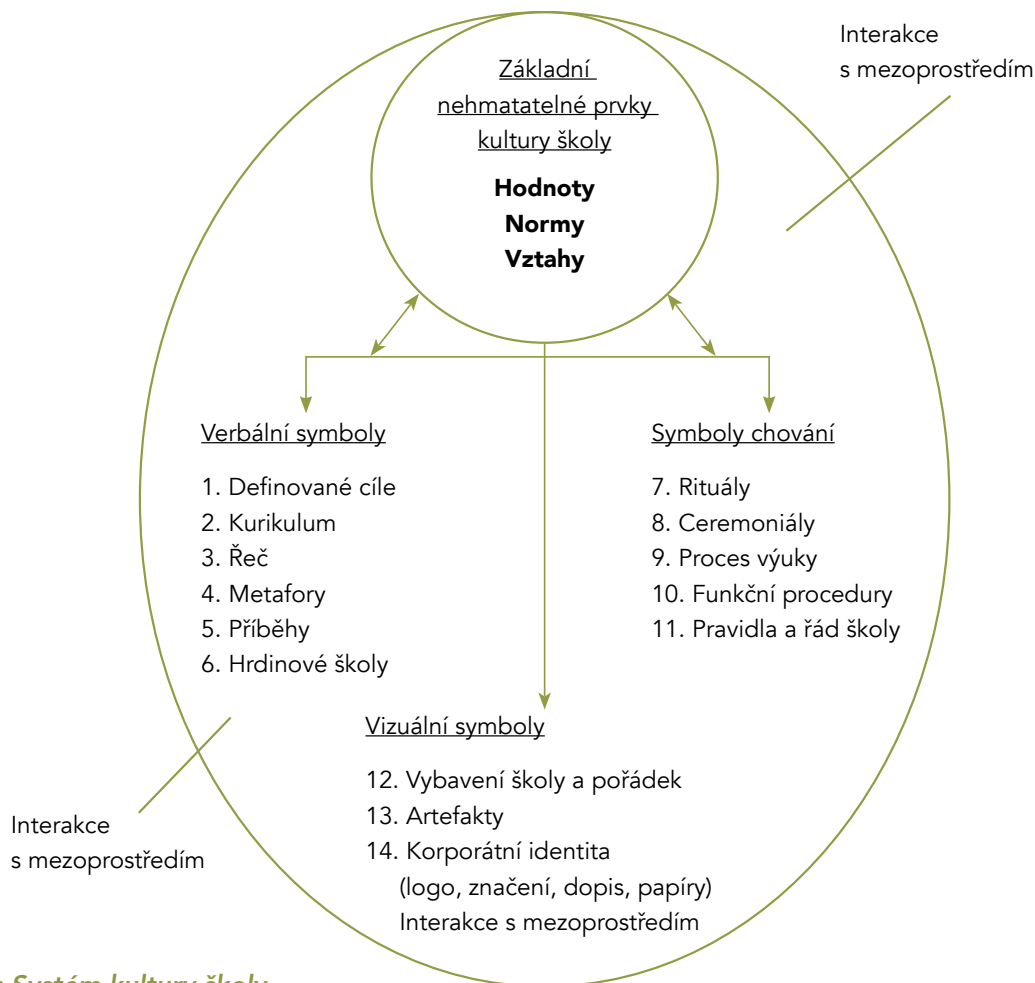 Interakce
s mezoprostředím
Základní
nehmatatelné prvky
kultury školy
Hodnoty
Normy
Vztahy
Verbální symboly
1. Definované cíle
2. Kurikulum
3. Řeč
4. Metafory
5. Příběhy
6. Hrdinové školy
Symboly chování
7. Rituály
8. Ceremoniály
9. Proces výuky
10. Funkční procedury
11. Pravidla a řád školy
Vizuální symboly
12. Vybavení školy a pořádek
13. Artefakty
14. Korporátní identita
(logo, značení, dopis, papíry)
Interakce s mezoprostředím
Interakce
s mezoprostředím
Systém kultury školy